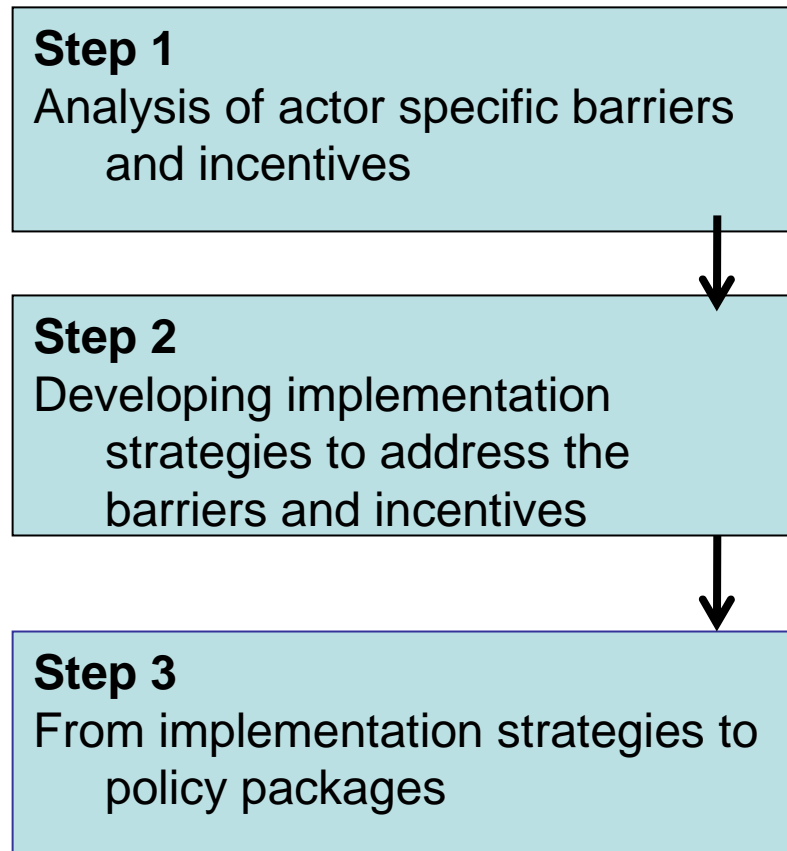 Step 1
Analysis of actor specific barriers
and incentives
Step 2
Developing implementation
strategies to address the
barriers and incentives
Step 3
From implementation strategies to
policy packages